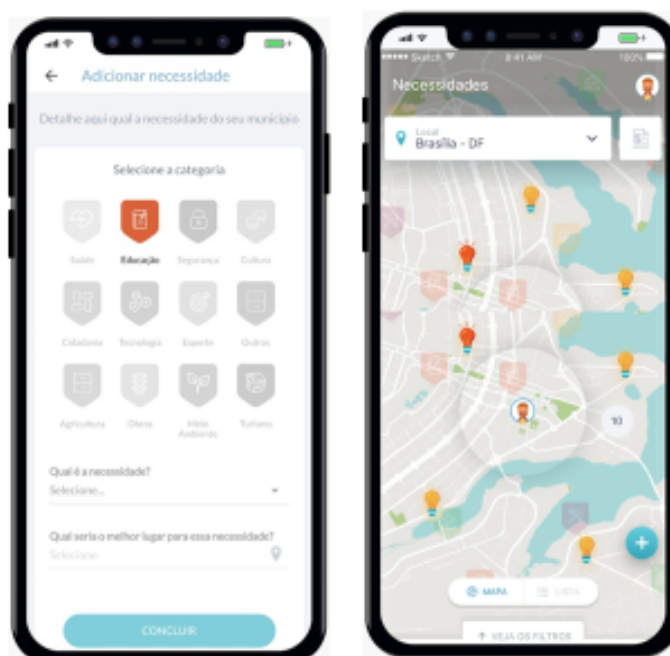 Adicionar necessidade
Detalhe aqui qual a necessidade do seu município
Selecione a categoria
Saúde Educação Segurança Cultura
Cidadania Tecnologia Esporte Outros
Agricultura Obras Meio Ambiente Turismo
Qual é a necessidade?
Selecione...
Qual seria o melhor lugar para essa necessidade?
Selecione
CONCLUIR
Sketch 9:41 AM 100%
Necessidades
Local
Brasília - DF
10
MAPA LISTA
VEJA OS FILTROS